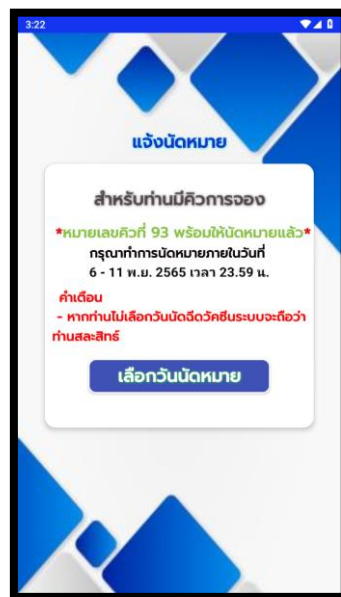 3:22
แจ้งนัดหมาย
สำหรับท่านมีคิวการจอง
*หมายเลขคิวที่ 93 พร้อมให้นัดหมายแล้ว*
กรุณาทำการนัดหมายภายในวันที่
6 - 11 พ.ย. 2565 เวลา 23.59 น.
คำเตือน
- หากท่านไม่เลือกวันนัดฉีดวัคซีนระบบจะถือว่า
ท่านสละสิทธ์
เลือกวันนัดหมาย